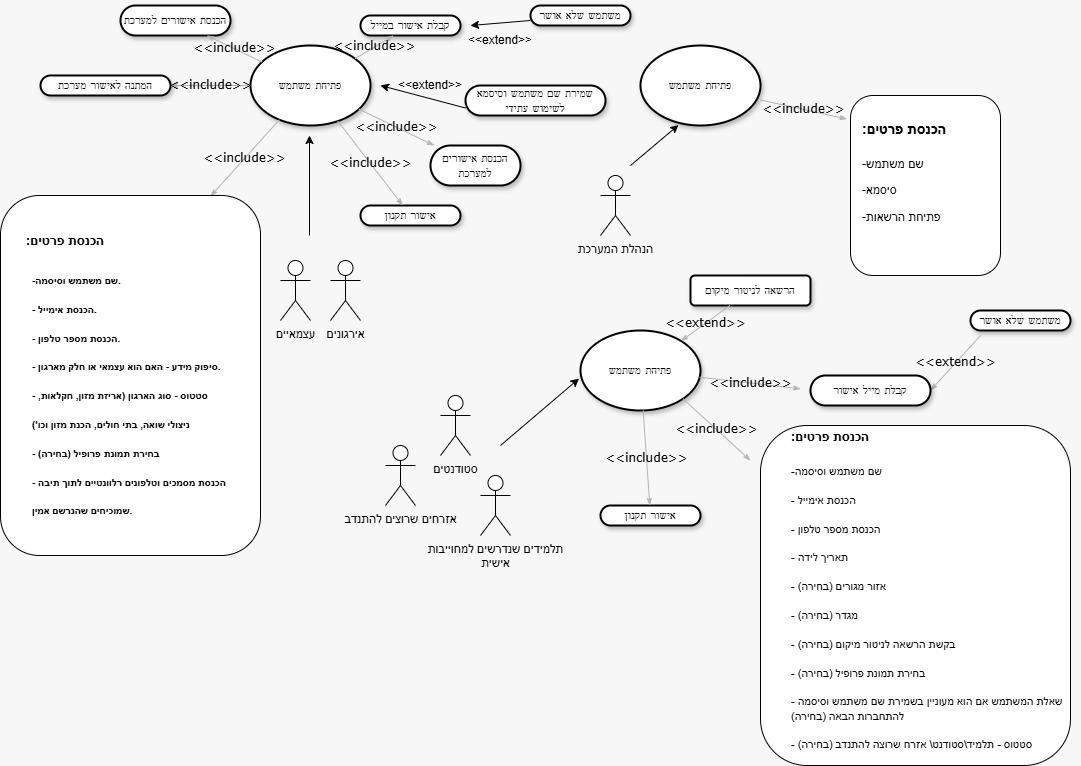 הכנסת אישורים למצרכת
<<include>>
קבלת אישור במייל
<<include>>
משתמש שלא אושר
<<extend>>
המתנה לאישור מצרכת
<<include>>
פתיחת משתמש
<<extend>>
שמירת שם משתמש וסיסמא
לשימוש צתידי
<<include>>
הכנסת אישורים
למצרכת
<<include>>
<<include>>
אישור תקנון
הכנסת פרטים:
-שם משתמש וסיסמה.
- הכנסת אימייל.
- הכנסת מספר טלפון.
- סיפוק מידע - האם הוא עצמאי או חלק מארגון.
- סטטוס - סוג הארגון (אריזת מזון, חקלאות,
ניצולי שואה, בתי חולים, הכנת מזון וכו')
- בחירת תמונת פרופיל (בחירה)
- הכנסת מסמכים וטלפונים רלוונטיים לתוך תיבה
שמוכיחים שהנרשם אמין.
עצמאיים
אירגונים
פתיחת משתמש
<<include>>
הכנסת פרטים:
-שם משתמש
-סיסמא
-פתיחת הרשאות
הנהלת המערכת
הרשאה לניטור מיקום
<<extend>>
משתמש שלא אושר
<<extend>>
פתיחת משתמש
<<include>>
קבלת מייל אישור
<<include>>
<<include>>
אישור תקנון
סטודנטים
אזרחים שרוצים להתנדב
תלמידים שנדרשים למחוייבות
אישית
הכנסת פרטים:
-שם משתמש וסיסמה
- הכנסת אימייל
- הכנסת מספר טלפון
- תאריך לידה
- אזור מגורים (בחירה)
- מגדר (בחירה)
- בקשת הרשאה לניטור מיקום (בחירה)
- בחירת תמונת פרופיל (בחירה)
- שאלת המשתמש אם הוא מעוניין בשמירת שם משתמש וסיסמה
להתחברות הבאה (בחירה)
- סטטוס - תלמיד\סטודנט\ אזרח שרוצה להתנדב (בחירה)